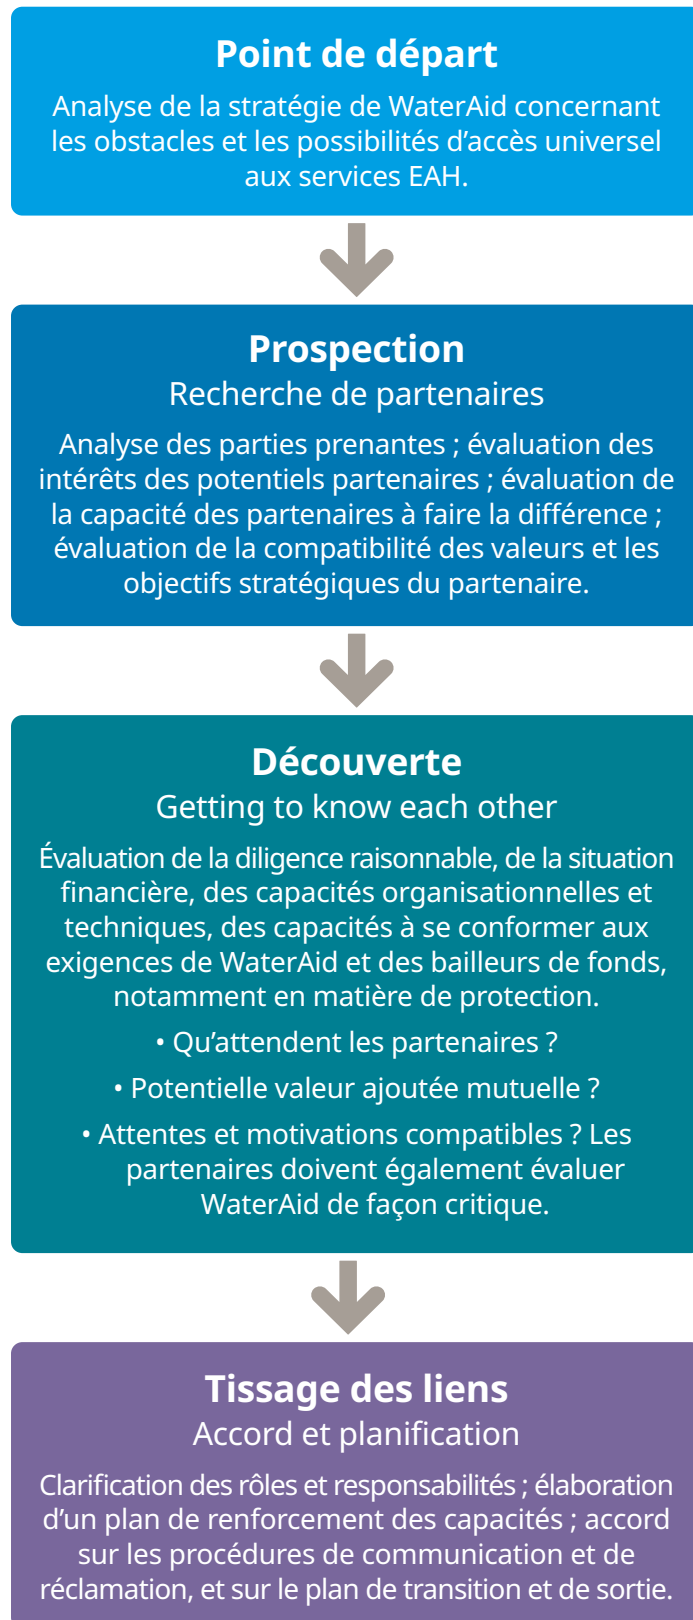 Point de départ
Analyse de la stratégie de WaterAid concernant
les obstacles et les possibilités d’accès universel
aux services EAH.
Prospection
Recherche de partenaires
Analyse des parties prenantes ; évaluation des
intérêts des potentiels partenaires ; évaluation de
la capacité des partenaires à faire la différence ;
évaluation de la compatibilité des valeurs et les
objectifs stratégiques du partenaire.
Découverte
Getting to know each other
Évaluation de la diligence raisonnable, de la situation
financière, des capacités organisationnelles et
techniques, des capacités à se conformer aux
exigences de WaterAid et des bailleurs de fonds,
notamment en matière de protection.
• Qu’attendent les partenaires ?
• Potentielle valeur ajoutée mutuelle ?
• Attentes et motivations compatibles ? Les
partenaires doivent également évaluer
WaterAid de façon critique.
Tissage des liens
Accord et planification
Clarification des rôles et responsabilités ; élaboration
d’un plan de renforcement des capacités ; accord
sur les procédures de communication et de
réclamation, et sur le plan de transition et de sortie.